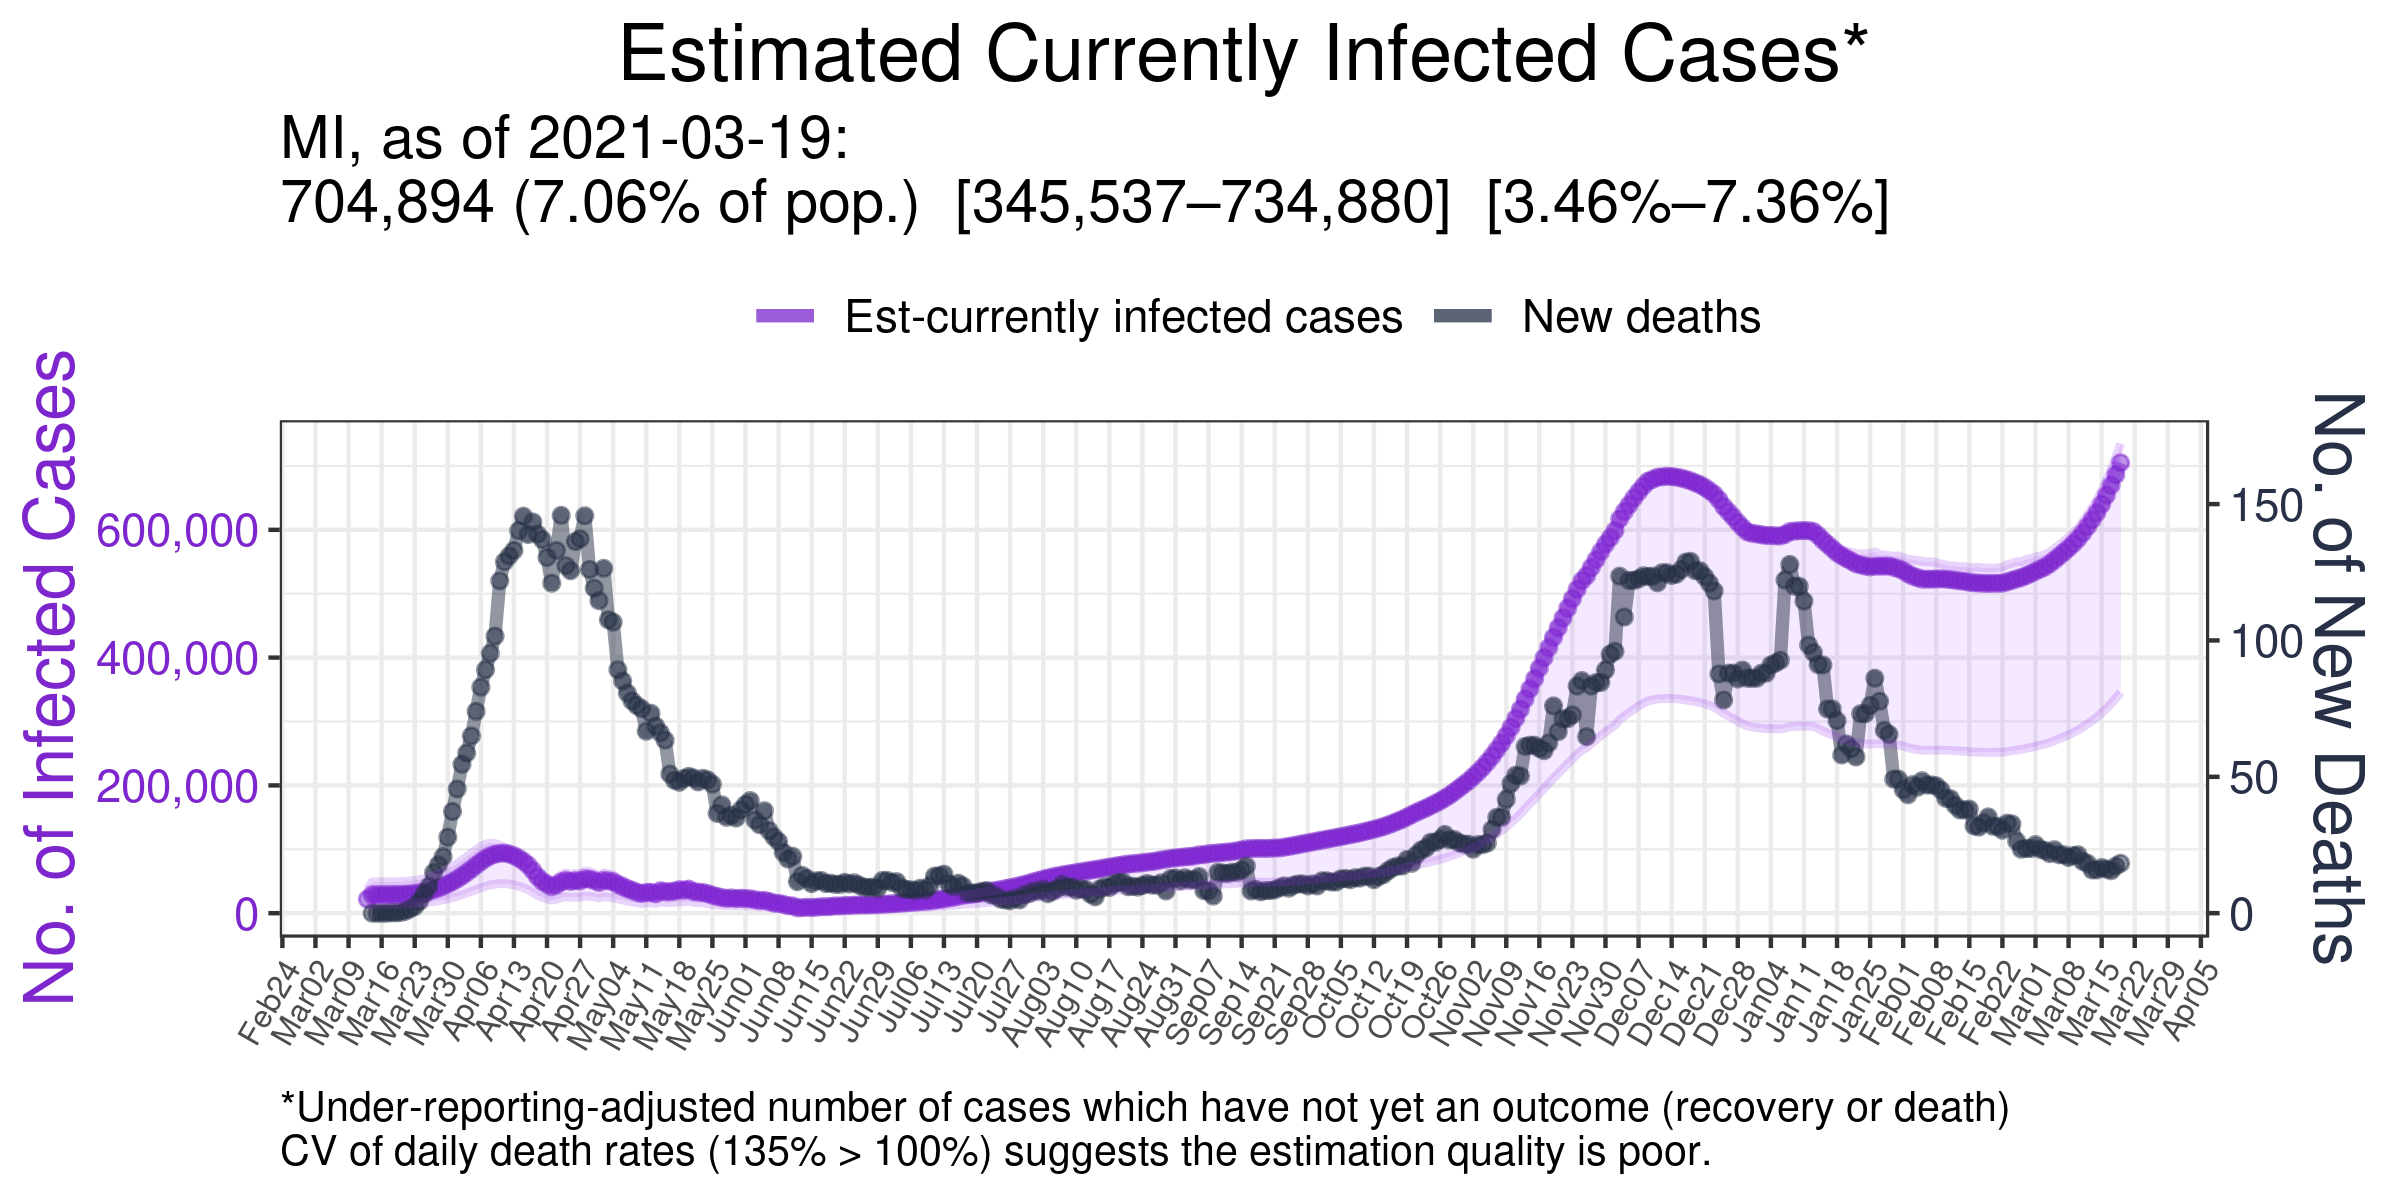 Estimated Currently Infected Cases*
MI, as of 2021-03-19:
704,894 (7.06% of pop.) [345,537–734,880] [3.46%–7.36%]
Est-currently infected cases New deaths
No. of Infected Cases
600,000
400,000
200,000
0
150
100
50
0
No. of New Deaths
Feb24 Mar02 Mar09 Mar16 Mar23 Mar30 Apr06 Apr13 Apr20 Apr27 May04 May11 May18 May25 Jun01 Jun08 Jun15 Jun22 Jun29 Jul06 Jul13 Jul20 Jul27 Aug03 Aug10 Aug17 Aug24 Aug31 Sep07 Sep14 Sep21 Sep28 Oct05 Oct12 Oct19 Oct26 Nov02 Nov09 Nov16 Nov23 Nov30 Dec07 Dec14 Dec21 Dec28 Jan04 Jan11 Jan18 Jan25 Feb01 Feb08 Feb15 Feb22 Mar01 Mar08 Mar15 Mar22 Mar29 Apr05
*Under-reporting-adjusted number of cases which have not yet an outcome (recovery or death)
CV of daily death rates (135% > 100%) suggests the estimation quality is poor.